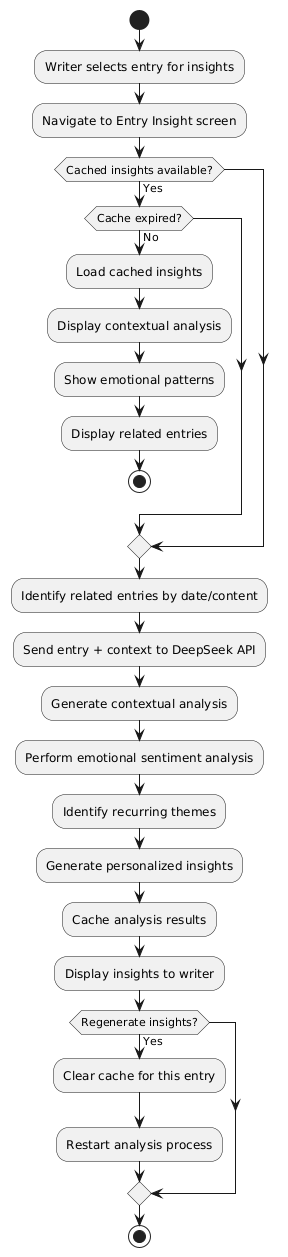 Writer selects entry for insights
Navigate to Entry Insight screen
Cached insights available?
Yes
Cache expired?
No
Load cached insights
Display contextual analysis
Show emotional patterns
Display related entries
Identify related entries by date/content
Send entry + context to DeepSeek API
Generate contextual analysis
Perform emotional sentiment analysis
Identify recurring themes
Generate personalized insights
Cache analysis results
Display insights to writer
Regenerate insights?
Yes
Clear cache for this entry
Restart analysis process